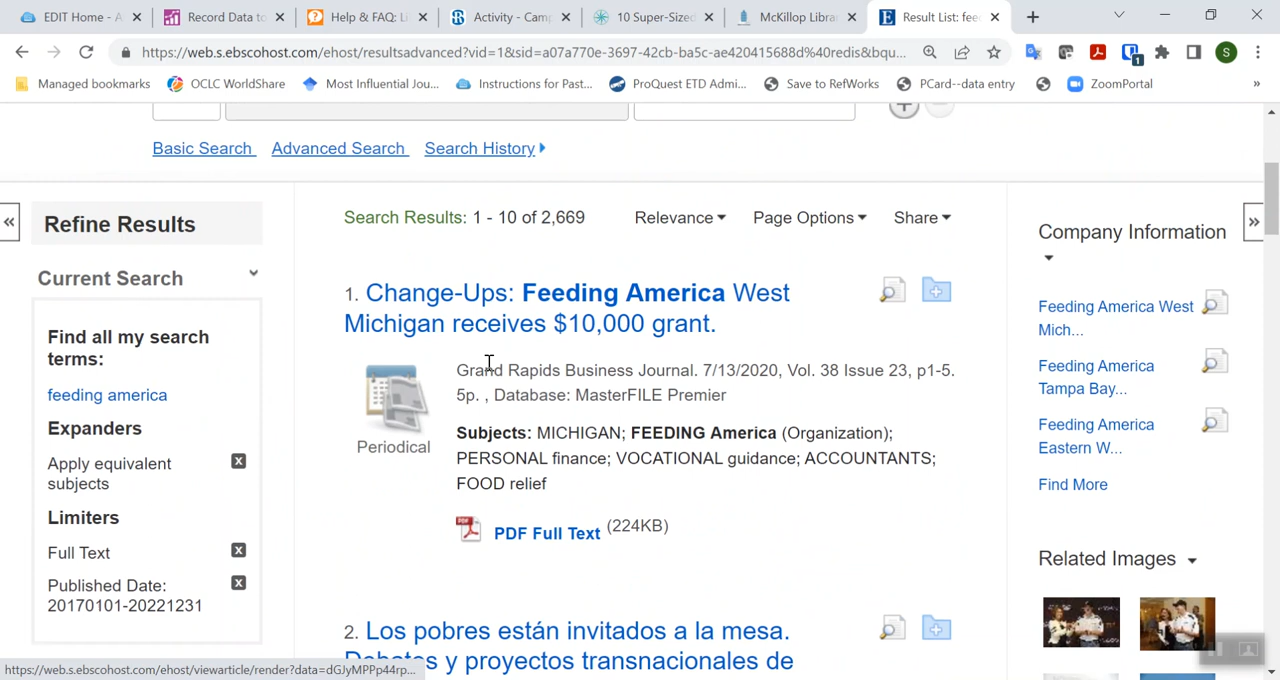 EDIT Home - A
Record Data to
Help & FAQ: Li
Activity - Camp
10 Super-Sized
McKillop Libra
Result List: fee
https://web.s.ebscohost.com/ehost/resultsadvanced?vid=1&sid=a07a770e-3697-42cb-ba5c-ae420415688d%40redis&bqu...
S
Managed bookmarks
OCLC WorldShare
Most Influential Jou...
Instructions for Past...
ProQuest ETD Admi...
Save to RefWorks
PCard--data entry
ZoomPortal
»
Basic Search Advanced Search Search History
«
Refine Results
Search Results: 1 - 10 of 2,669
Relevance
Page Options
Share
»
Company Information
Current Search
Find all my search
terms:
feeding america
Expanders
Apply equivalent
subjects
Limiters
Full Text
Published Date:
20170101-20221231
1. Change-Ups: Feeding America West
Michigan receives $10,000 grant.
Periodical
Grand Rapids Business Journal. 7/13/2020, Vol. 38 Issue 23, p1-5.
5p. , Database: MasterFILE Premier
Subjects: MICHIGAN; FEEDING America (Organization);
PERSONAL finance; VOCATIONAL guidance; ACCOUNTANTS;
FOOD relief
PDF
PDF Full Text (224KB)
2. Los pobres están invitados a la mesa.
Debates y proyectos transnacionales de
Feeding America West
Mich...
Feeding America
Tampa Bay...
Feeding America
Eastern W...
Find More
Related Images
https://web.s.ebscohost.com/ehost/viewarticle/render?data=dGJyMPPp44rp...